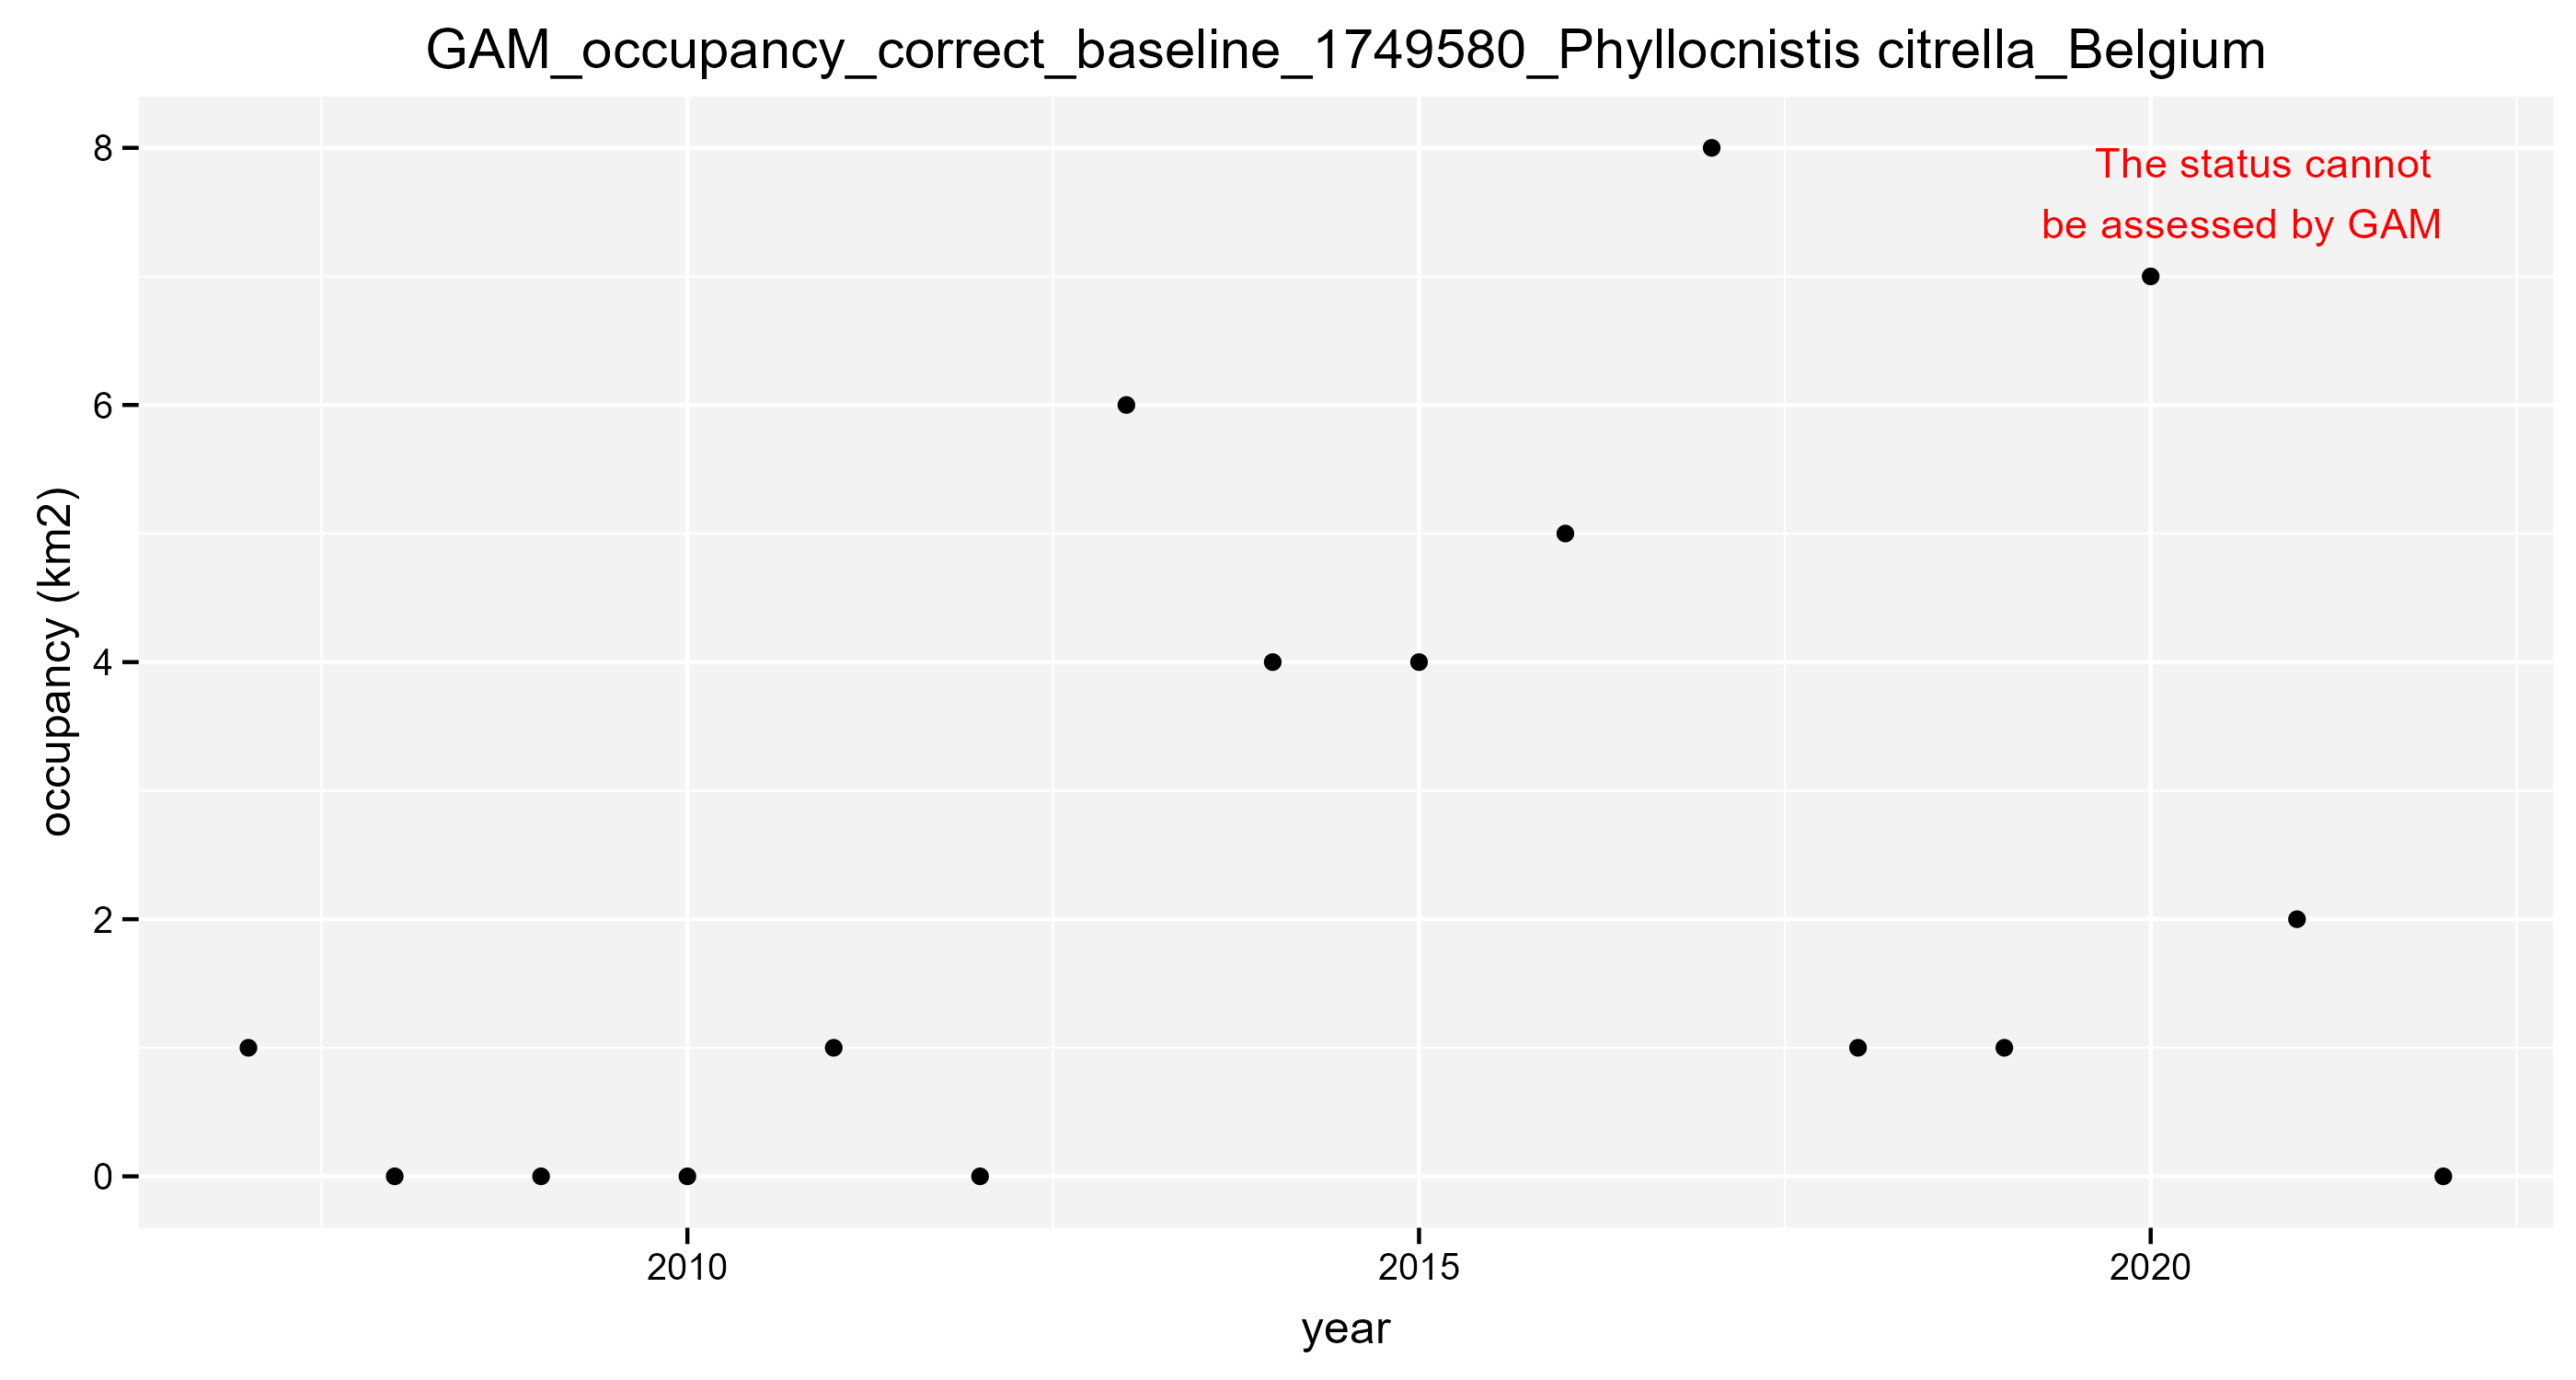 GAM_occupancy_correct_baseline_1749580_Phyllocnistis citrella_Belgium
The status cannot
be assessed by GAM
occupancy (km2)
8
6
4
2
0
2010
2015
2020
year